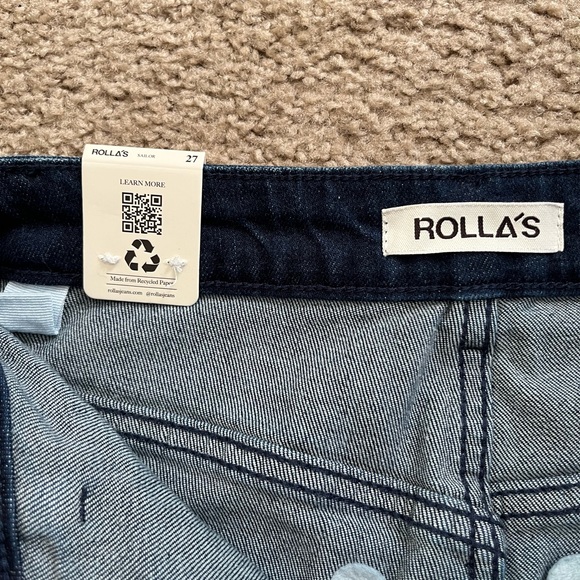 ROLLA'S SAILOR 27
LEARN MORE
Made from Recycled Paper
rollasjeans.com @rollasjeans
ROLLA'S